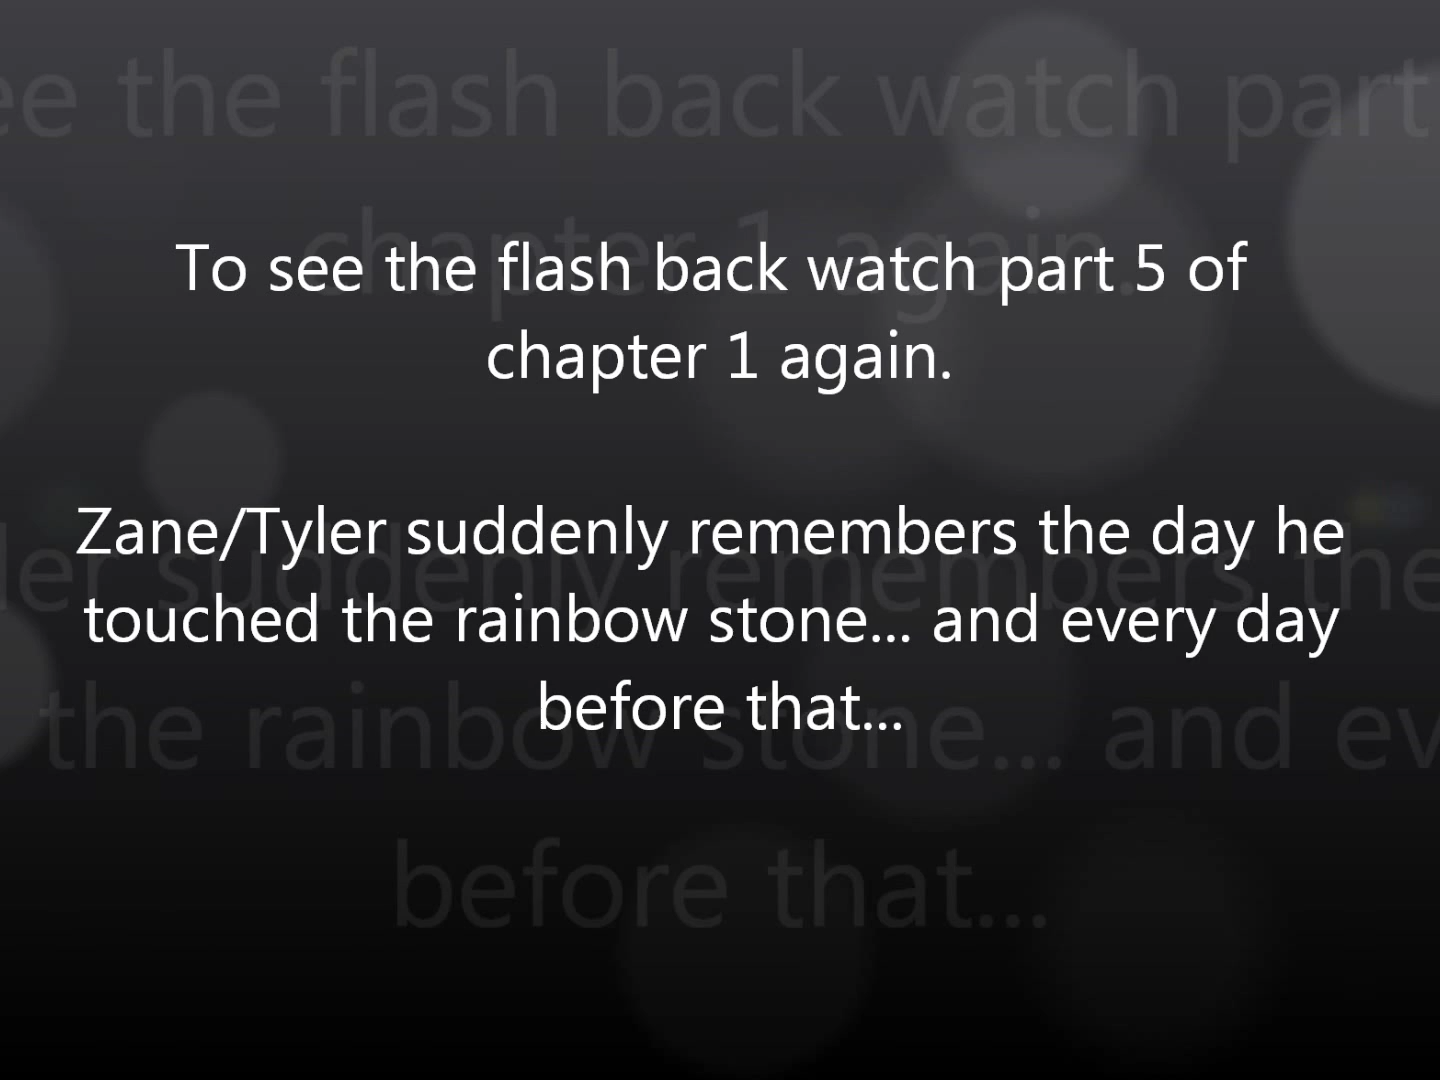 To see the flash back watch part 5 of
chapter 1 again.
Zane/Tyler suddenly remembers the day he
touched the rainbow stone... and every day
before that...